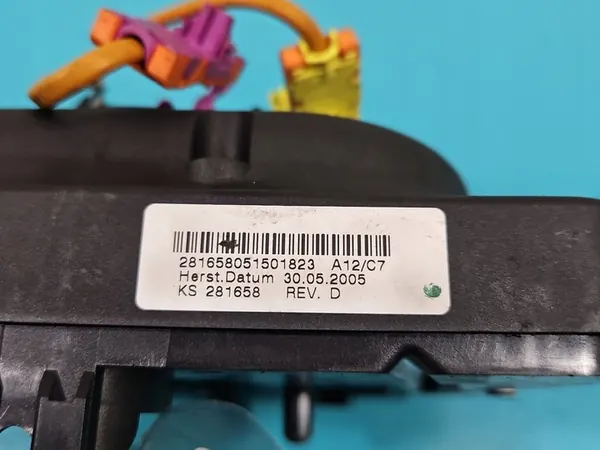 281658051501823 A12/C7
Herst.Datum 30.05.2005
KS 281658 REV. D